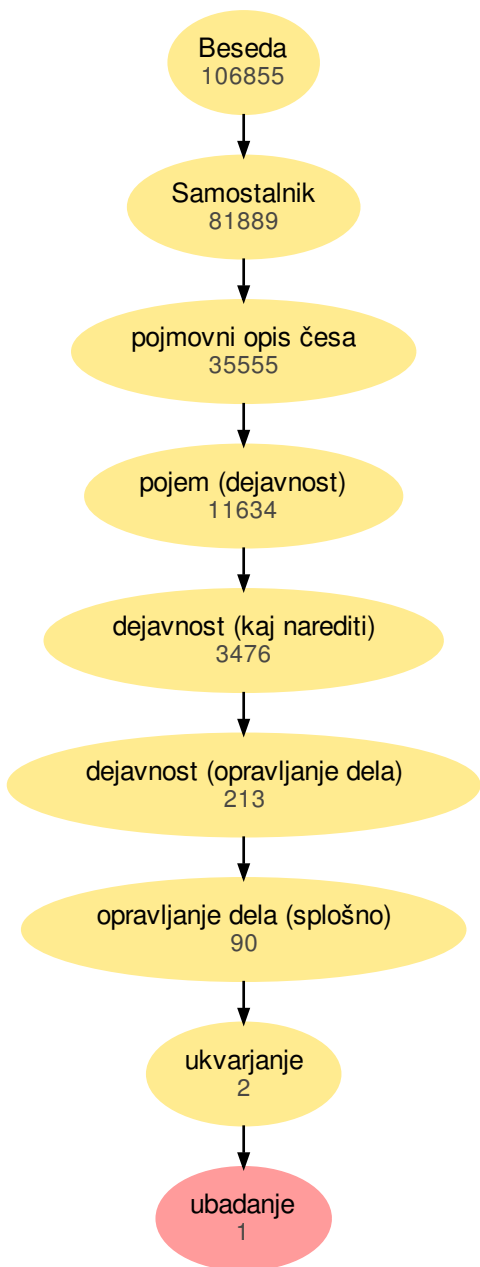 Beseda
106855
Samostalnik
81889
pojmovni opis česa
35555
pojem (dejavnost)
11634
dejavnost (kaj narediti)
3476
dejavnost (opravljanje dela)
213
opravljanje dela (splošno)
90
ukvarjanje
2
ubadanje
1